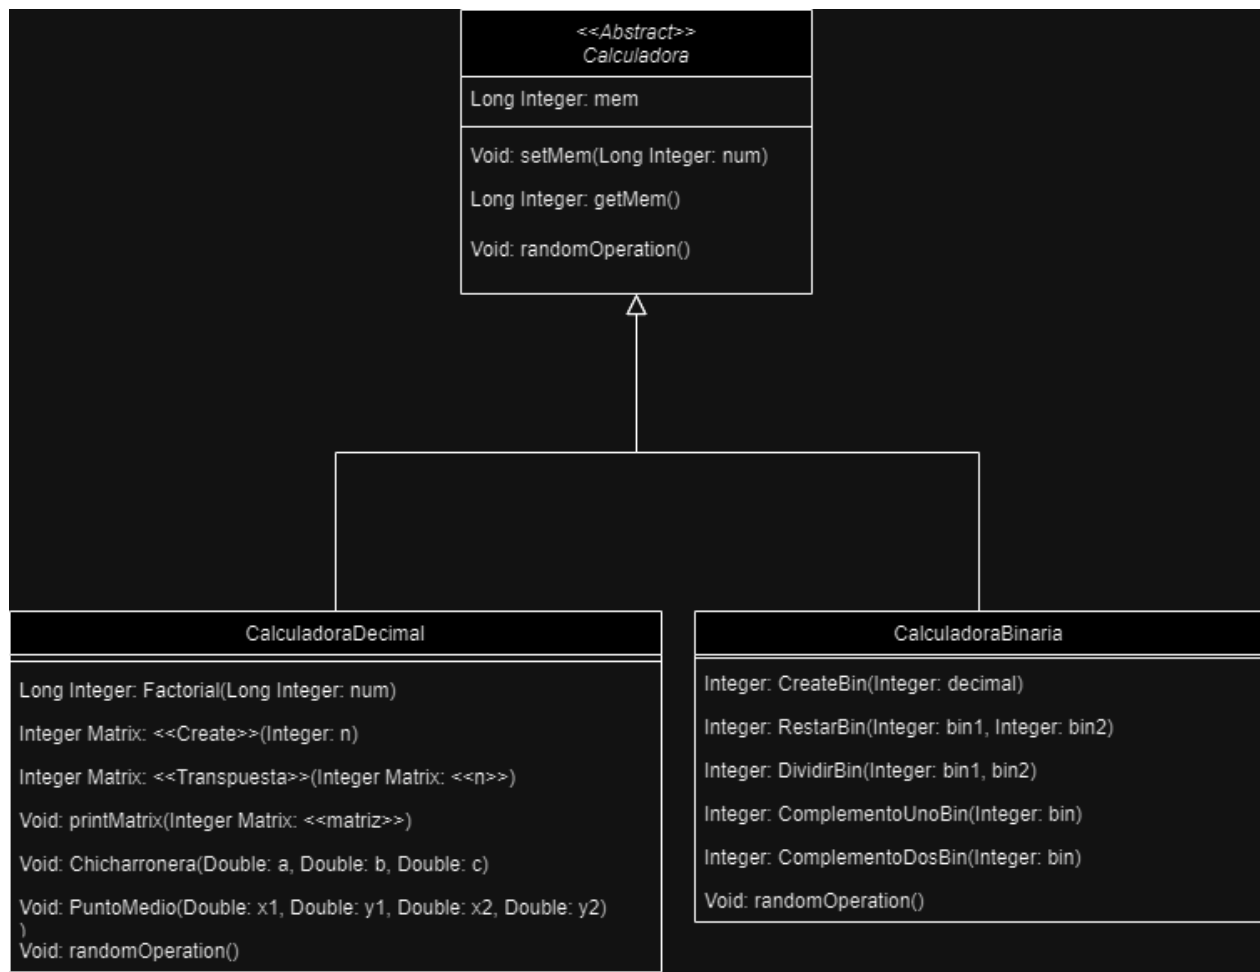 <<Abstract>>
Calculadora
Long Integer: mem
Void: setMem(Long Integer: num)
Long Integer: getMem()
Void: randomOperation()
CalculadoraDecimal
Long Integer: Factorial(Long Integer: num)
Integer Matrix: <<Create>>(Integer: n)
Integer Matrix: <<Transpuesta>>(Integer Matrix: <<n>>)
Void: printMatrix(Integer Matrix: <<matriz>>)
Void: Chicharronera(Double: a, Double: b, Double: c)
Void: PuntoMedio(Double: x1, Double: y1, Double: x2, Double: y2)
)
Void: randomOperation()
CalculadoraBinaria
Integer: CreateBin(Integer: decimal)
Integer: RestarBin(Integer: bin1, Integer: bin2)
Integer: DividirBin(Integer: bin1, bin2)
Integer: ComplementoUnoBin(Integer: bin)
Integer: ComplementoDosBin(Integer: bin)
Void: randomOperation()